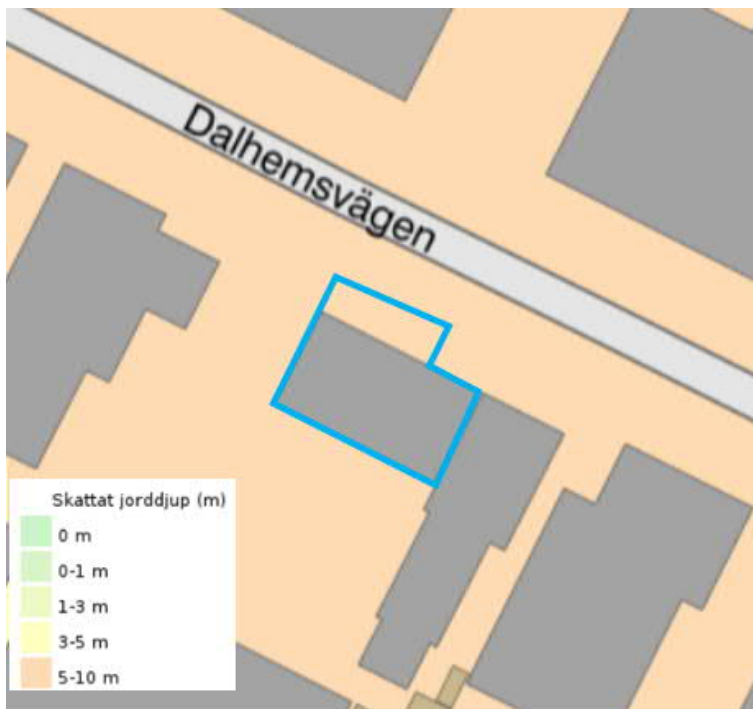 Dalhemsvägen
Skattat jorddjup (m)
0 m
0-1 m
1-3 m
3-5 m
5-10 m